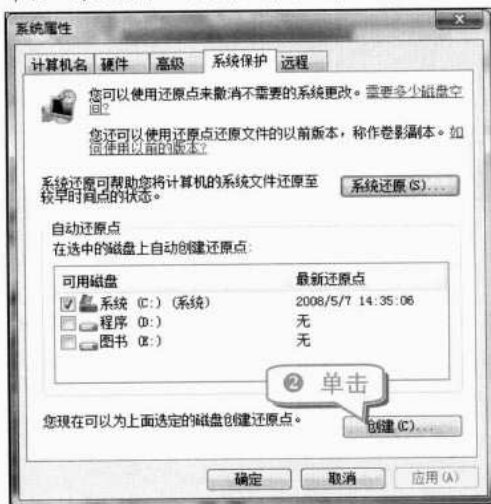 系统属性
计算机名 硬件 高级 系统保护 远程
您可以使用还原点来撤消不需要的系统更改。需要多少磁盘空
间?
您还可以使用还原点还原文件的以前版本，称作卷影副本。如
何使用以前的版本?
系统还原可帮助您将计算机的系统文件还原至
较早时间点的状态。
系统还原(S)...
自动还原点
在选中的磁盘上自动创建还原点:
可用磁盘 最新还原点
系统 (C:) (系统) 2008/5/7 14:35:06
程序 (D:) 无
图书 (E:) 无
❷ 单击
您现在可以为上面选定的磁盘创建还原点。
创建(C)...
确定 取消 应用(A)